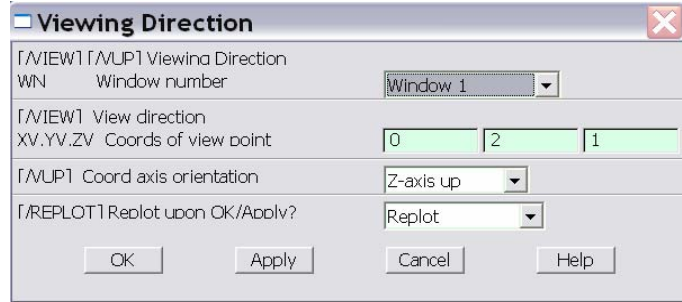 Viewing Direction
[/VIEW] [/VUP] Viewing Direction
WN Window number Window 1
[/VIEW] View direction
XV,YV,ZV Coords of view point 0 2 1
[/VUP] Coord axis orientation Z-axis up
[/REPLOT] Replot upon OK/Apply? Replot
OK Apply Cancel Help